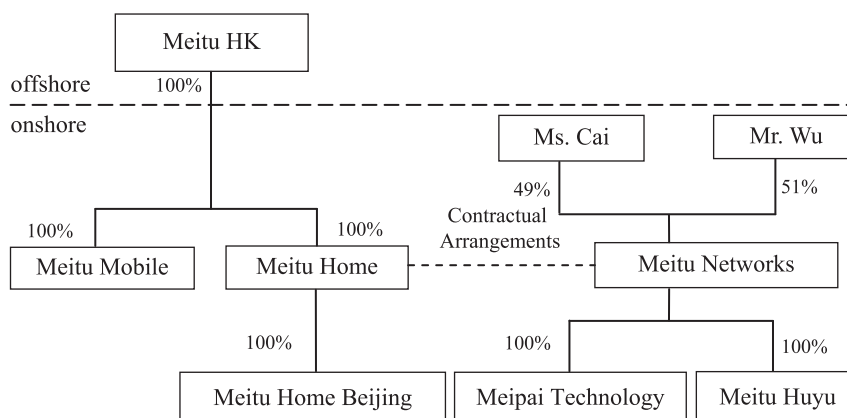 Meitu HK
100%
offshore
onshore
Ms. Cai
Mr. Wu
49%
51%
100%
100%
Contractual
Arrangements
Meitu Mobile
Meitu Home
Meitu Networks
100%
100%
100%
Meitu Home Beijing
Meipai Technology
Meitu Huyu